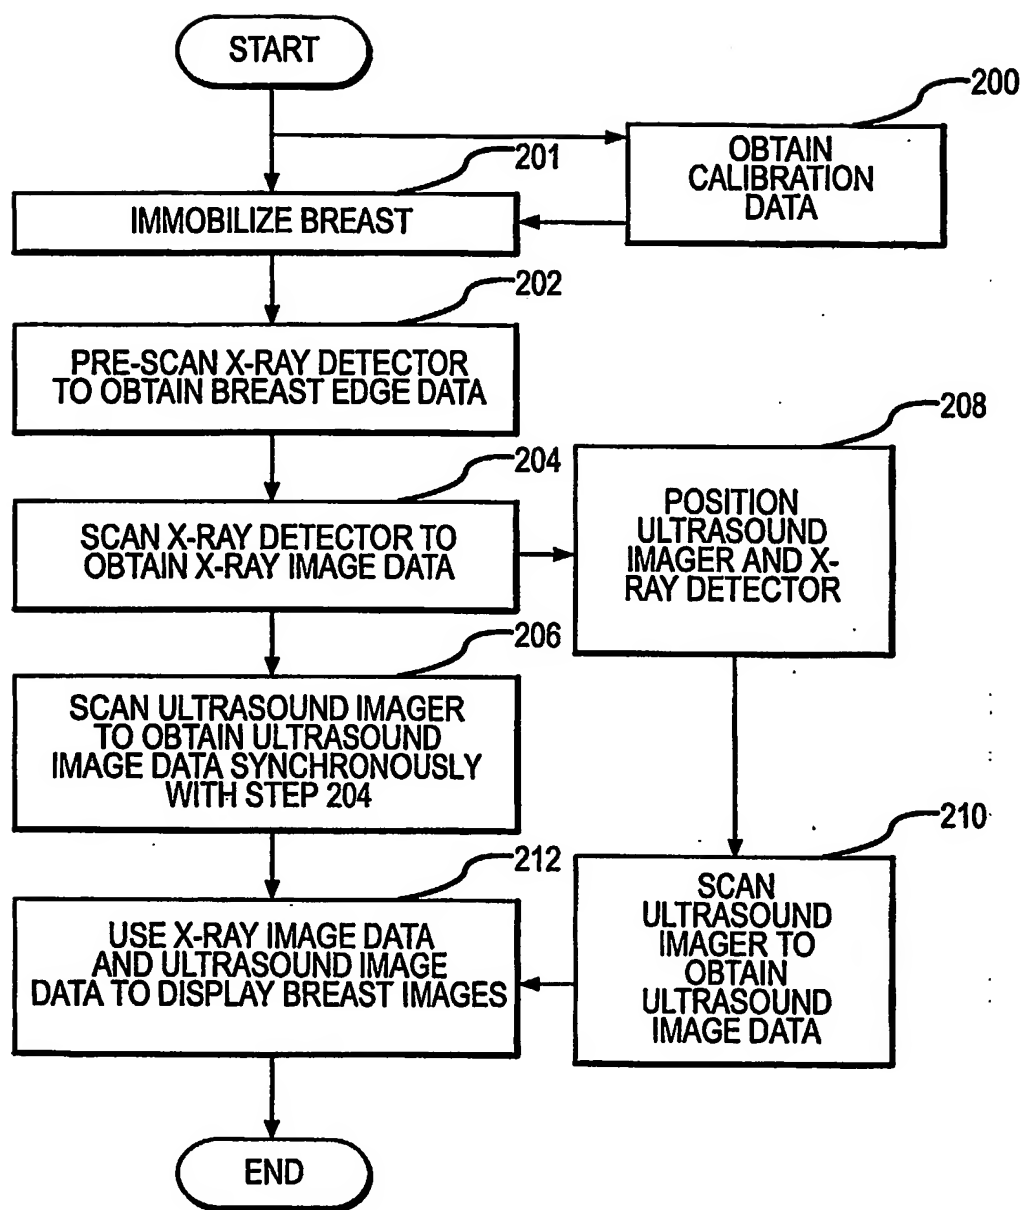 START
200
OBTAIN
CALIBRATION
DATA
201
IMMOBILIZE BREAST
202
PRE-SCAN X-RAY DETECTOR
TO OBTAIN BREAST EDGE DATA
204
SCAN X-RAY DETECTOR TO
OBTAIN X-RAY IMAGE DATA
208
POSITION
ULTRASOUND
IMAGER AND X-
RAY DETECTOR
206
SCAN ULTRASOUND IMAGER
TO OBTAIN ULTRASOUND
IMAGE DATA SYNCHRONOUSLY
WITH STEP 204
210
SCAN
ULTRASOUND
IMAGER TO
OBTAIN
ULTRASOUND
IMAGE DATA
212
USE X-RAY IMAGE DATA
AND ULTRASOUND IMAGE
DATA TO DISPLAY BREAST IMAGES
END